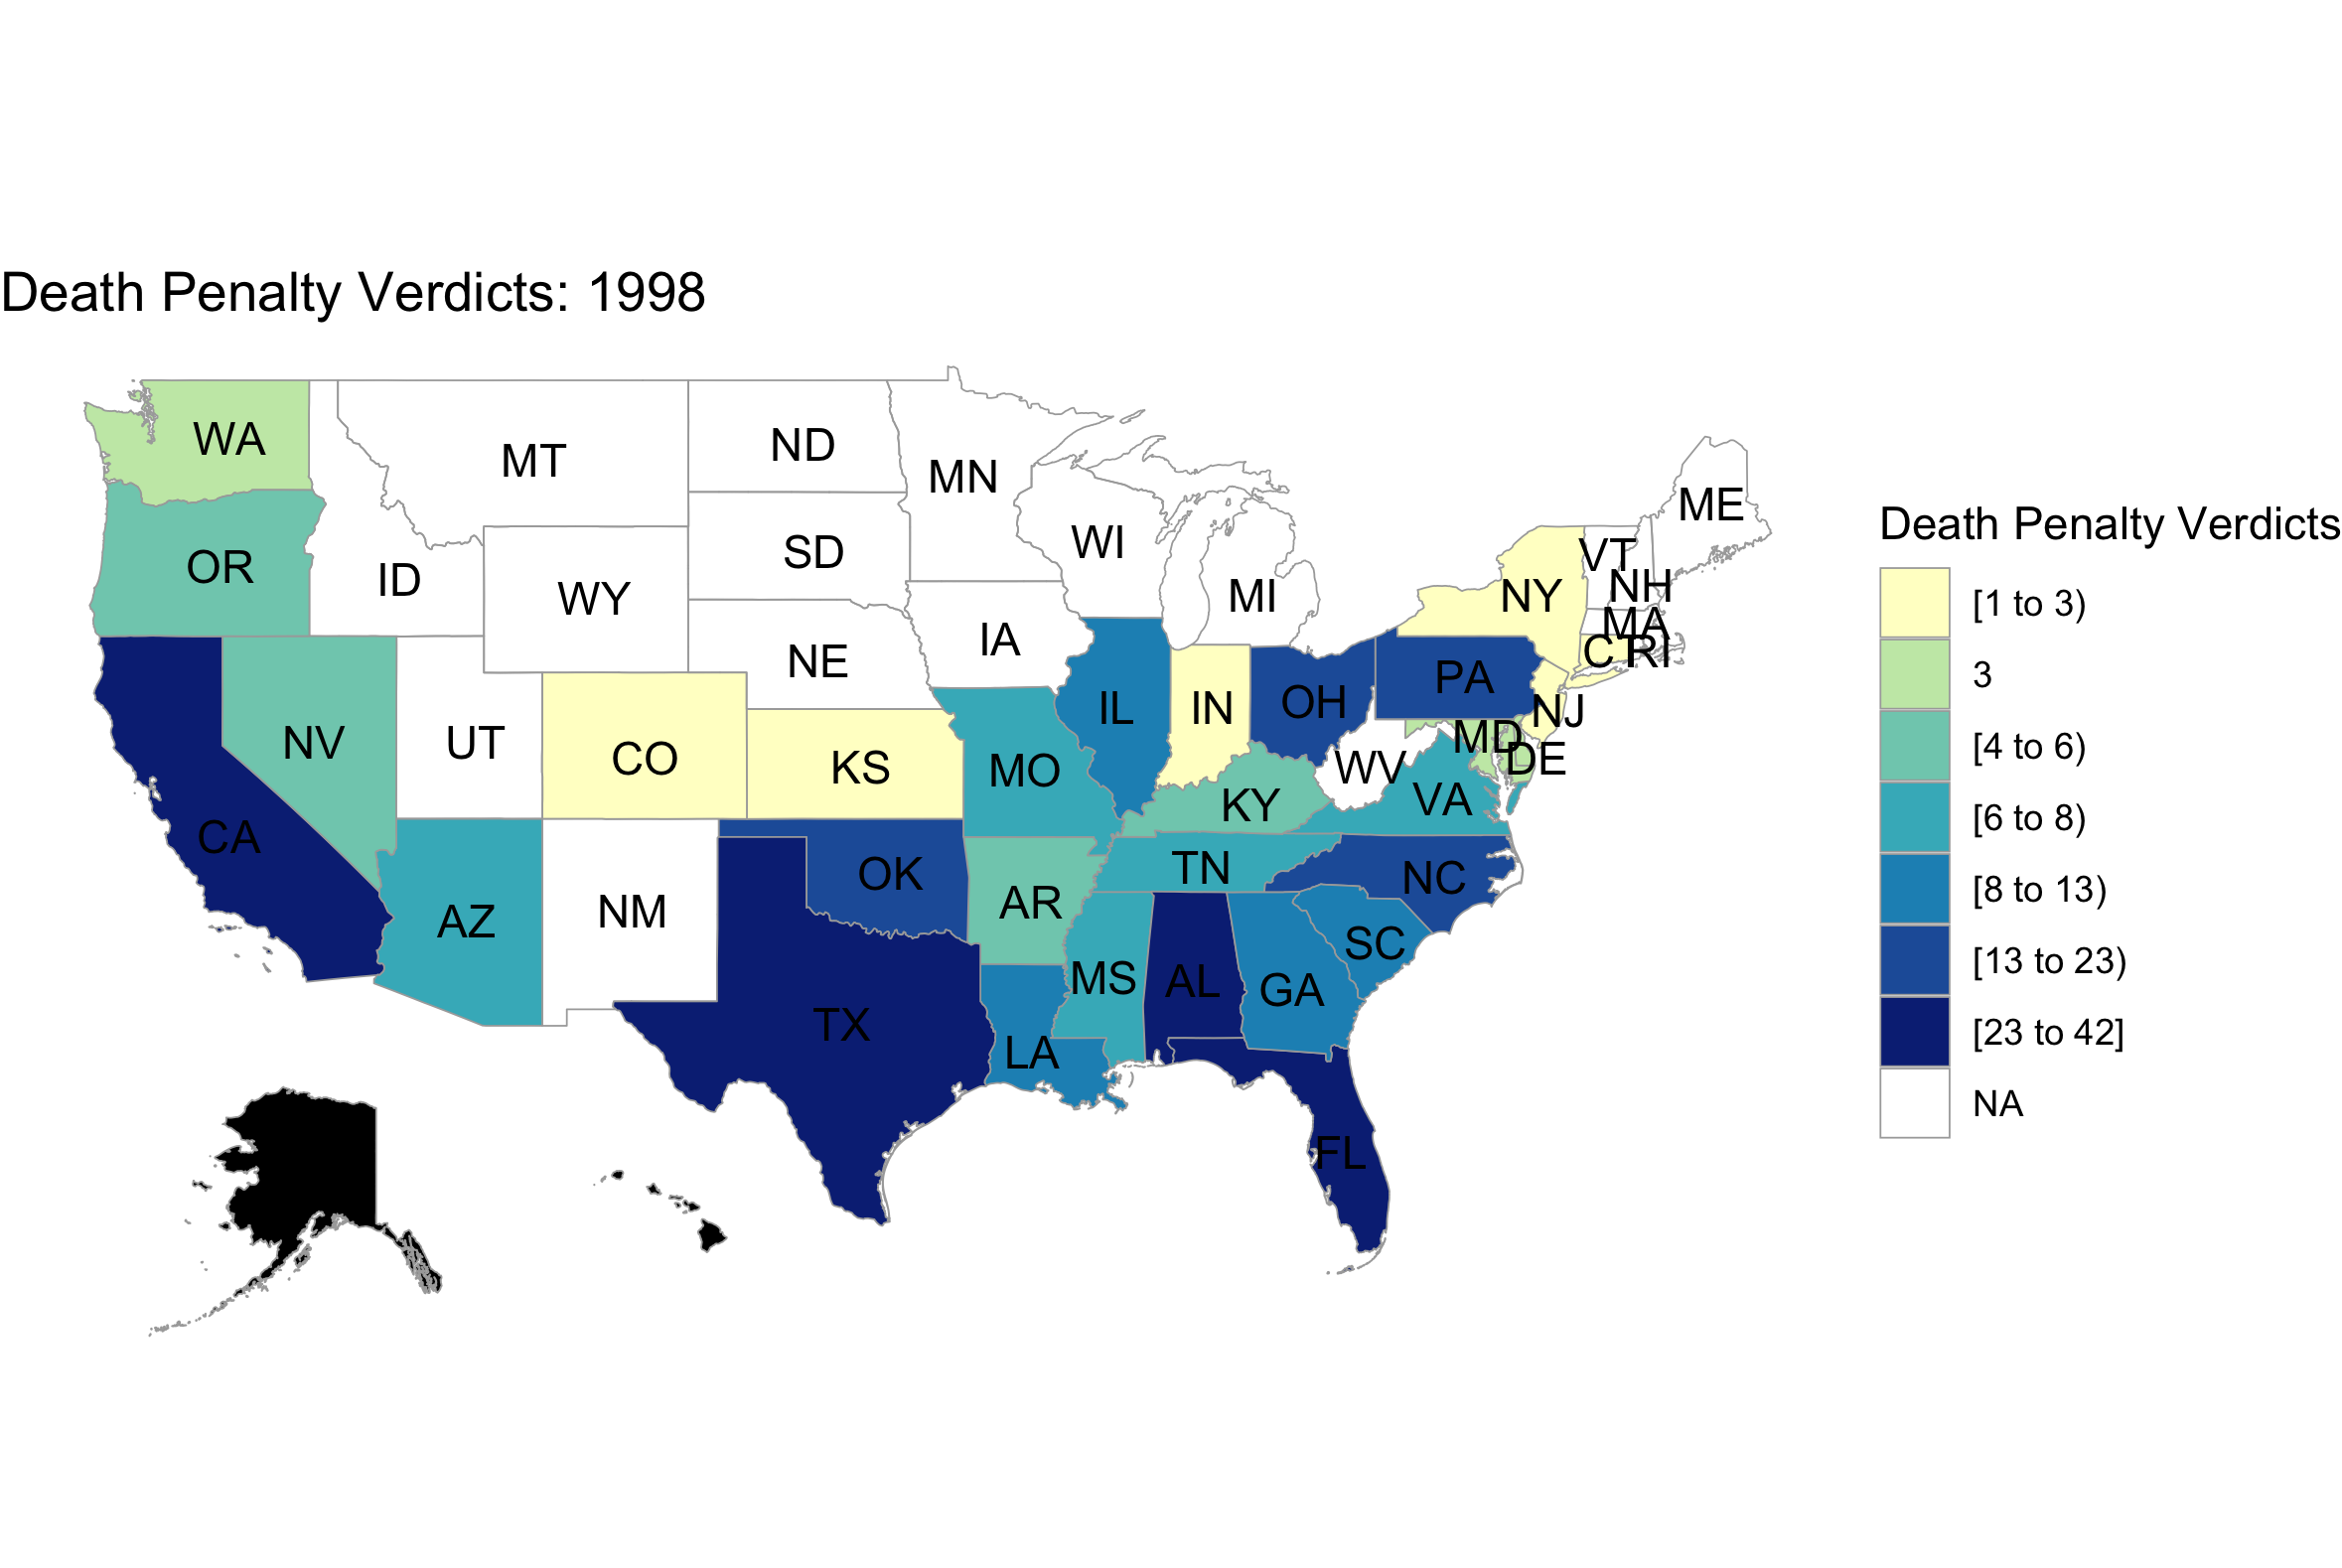 Death Penalty Verdicts: 1998
WA
MT
ND
MN
ME
OR
ID
SD
WI
VT
NH
WY
MI
NY
MA
NE
IA
CT
RI
NV
UT
CO
KS
MO
IL
IN
OH
PA
NJ
MD
DE
WV
VA
KY
CA
AZ
NM
OK
AR
TN
NC
SC
TX
LA
MS
AL
GA
FL
Death Penalty Verdicts
[1 to 3)
3
[4 to 6)
[6 to 8)
[8 to 13)
[13 to 23)
[23 to 42]
NA